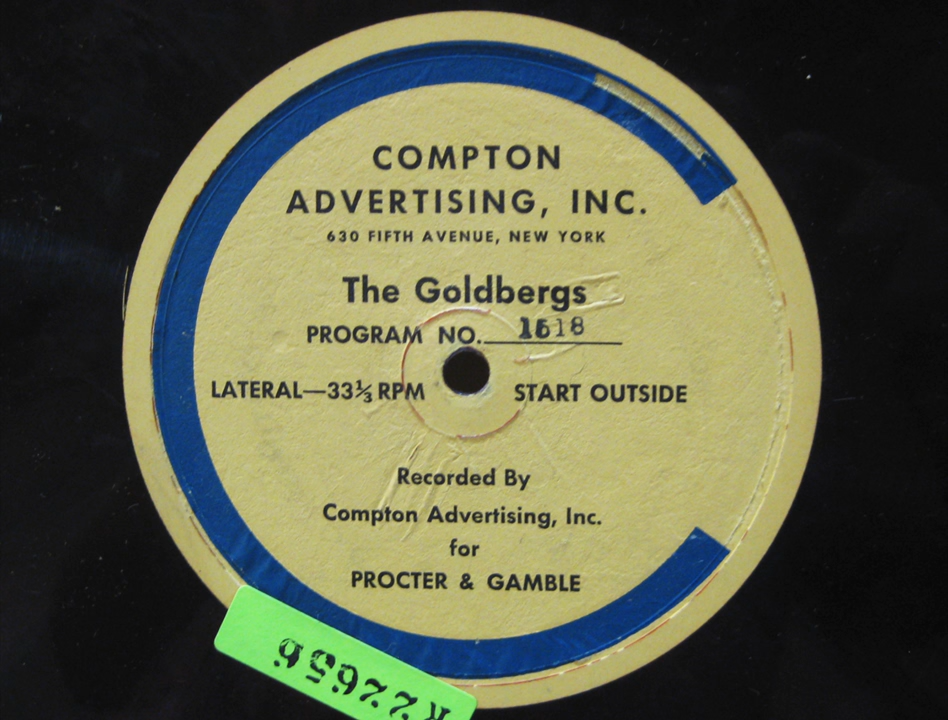 COMPTON
ADVERTISING, INC.
630 FIFTH AVENUE, NEW YORK
The Goldbergs
PROGRAM NO. 1618
LATERAL—33⅓ RPM START OUTSIDE
Recorded By
Compton Advertising, Inc.
for
PROCTER & GAMBLE